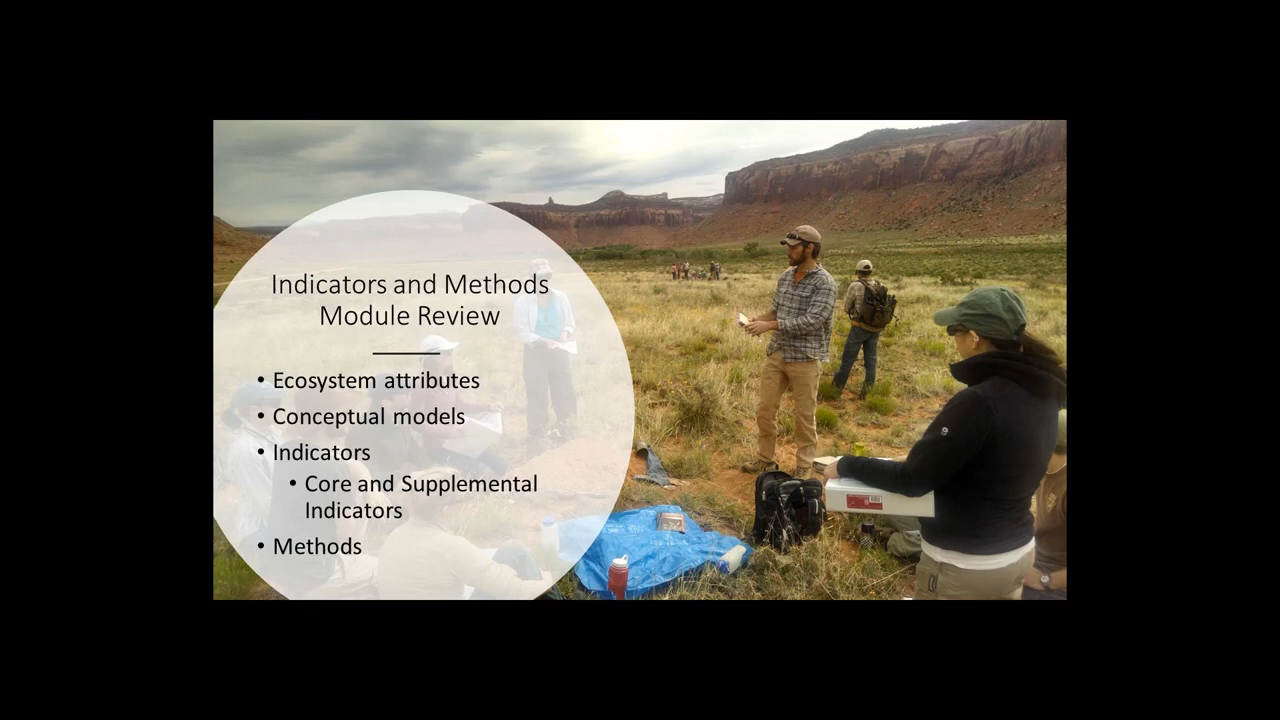 Indicators and Methods
Module Review
• Ecosystem attributes
• Conceptual models
• Indicators
• Core and Supplemental
Indicators
• Methods